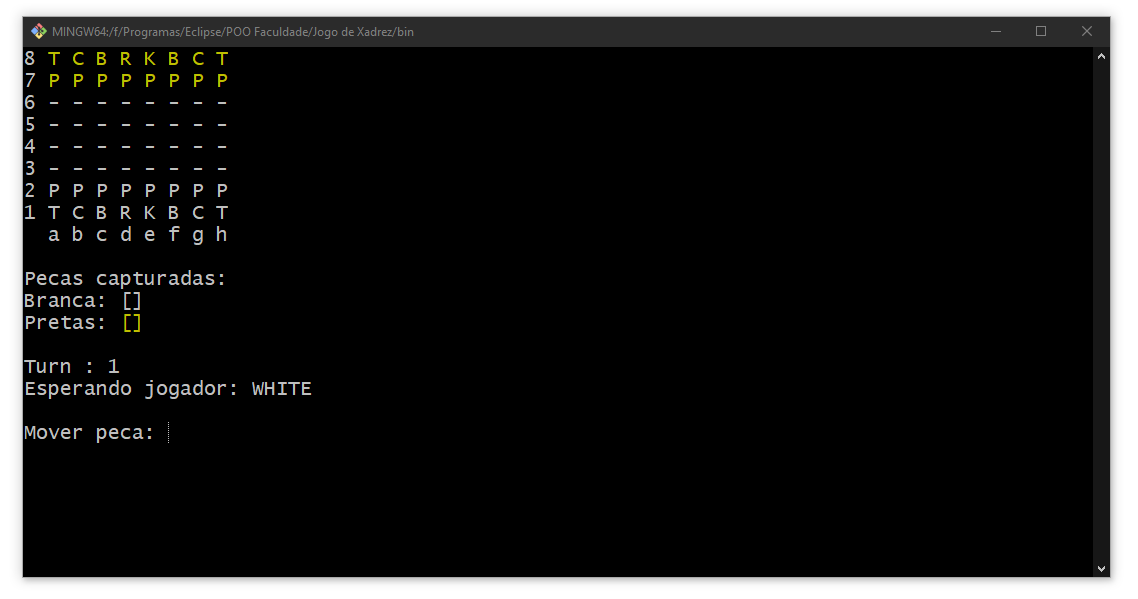 MINGW64:/f/Programas/Eclipse/POO Faculdade/Jogo de Xadrez/bin
8 T C B R K B C T
7 P P P P P P P P
6 - - - - - - - -
5 - - - - - - - -
4 - - - - - - - -
3 - - - - - - - -
2 P P P P P P P P
1 T C B R K B C T
  a b c d e f g h
Pecas capturadas:
Branca: []
Pretas: []
Turn : 1
Esperando jogador: WHITE
Mover peca: